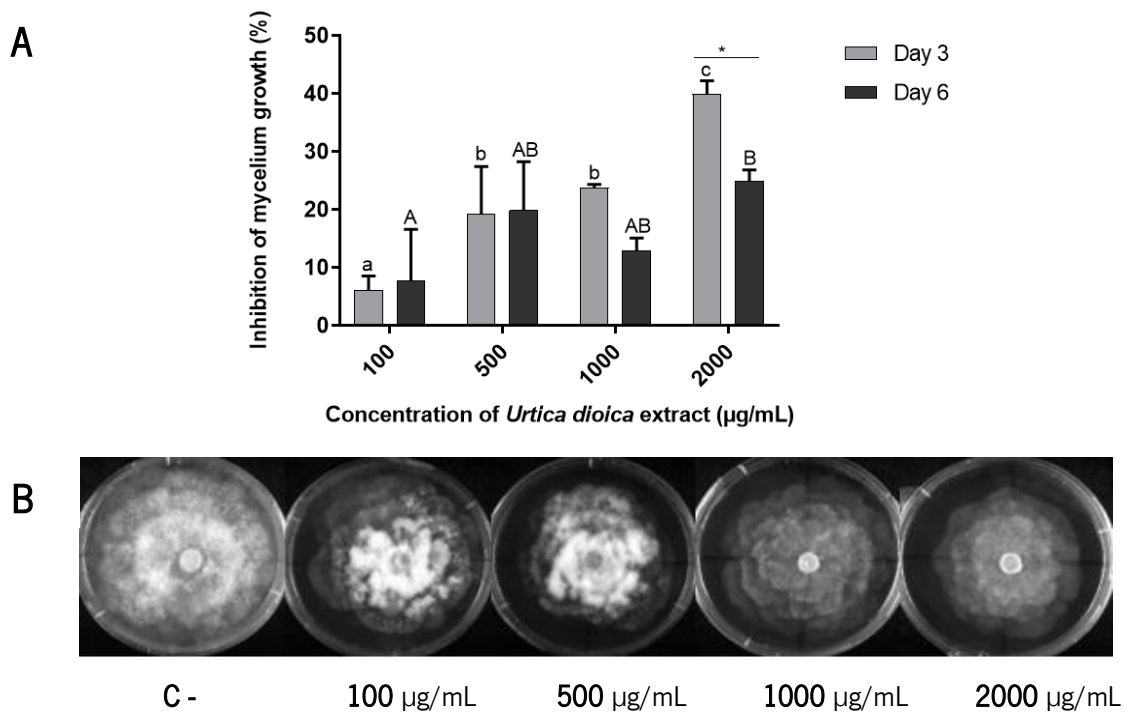 A
Inhibition of mycelium growth (%)
50
40
30
20
10
0
a
A
b
AB
b
AB
c
B
*
Day 3
Day 6
100
500
1000
2000
Concentration of Urtica dioica extract (µg/mL)
B
C -
100 µg/mL
500 µg/mL
1000 µg/mL
2000 µg/mL